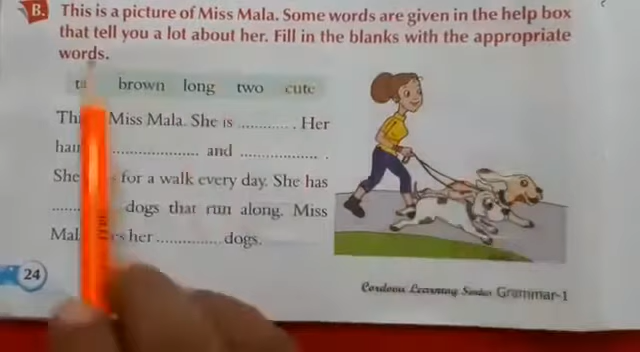 B. This is a picture of Miss Mala. Some words are given in the help box
that tell you a lot about her. Fill in the blanks with the appropriate
words.
brown long two cute
Miss Mala. She is ........... . Her
................... and ................. .
She for a walk every day. She has
dogs that run along. Miss
her .............. dogs.
24
Cordova Learning Series Grammar-1